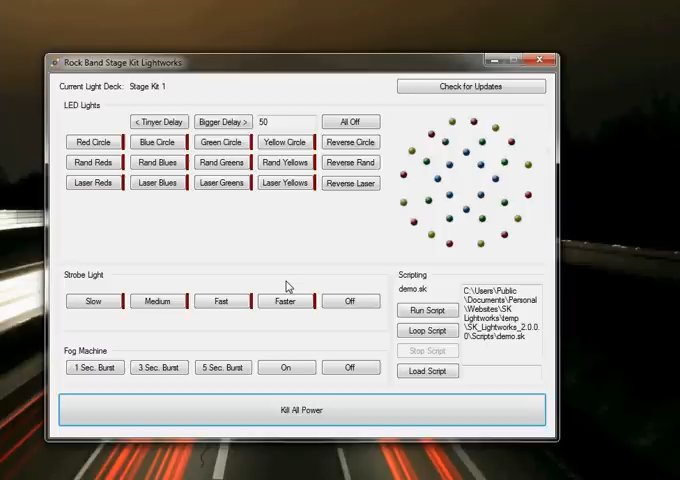 Rock Band Stage Kit Lightworks
Current Light Deck: Stage Kit 1
Check for Updates
LED Lights
< Tinyer Delay
Bigger Delay >
50
All Off
Red Circle
Blue Circle
Green Circle
Yellow Circle
Reverse Circle
Rand Reds
Rand Blues
Rand Greens
Rand Yellows
Reverse Rand
Laser Reds
Laser Blues
Laser Greens
Laser Yellows
Reverse Laser
Strobe Light
Slow
Medium
Fast
Faster
Off
Fog Machine
1 Sec. Burst
3 Sec. Burst
5 Sec. Burst
On
Off
Scripting
demo.sk
Run Script
Loop Script
Stop Script
Load Script
C:\Users\Public
\Documents\Personal
\Websites\SK
Lightworks\temp
\SK_Lightworks_2.0.0.
0\Scripts\demo.sk
Kill All Power